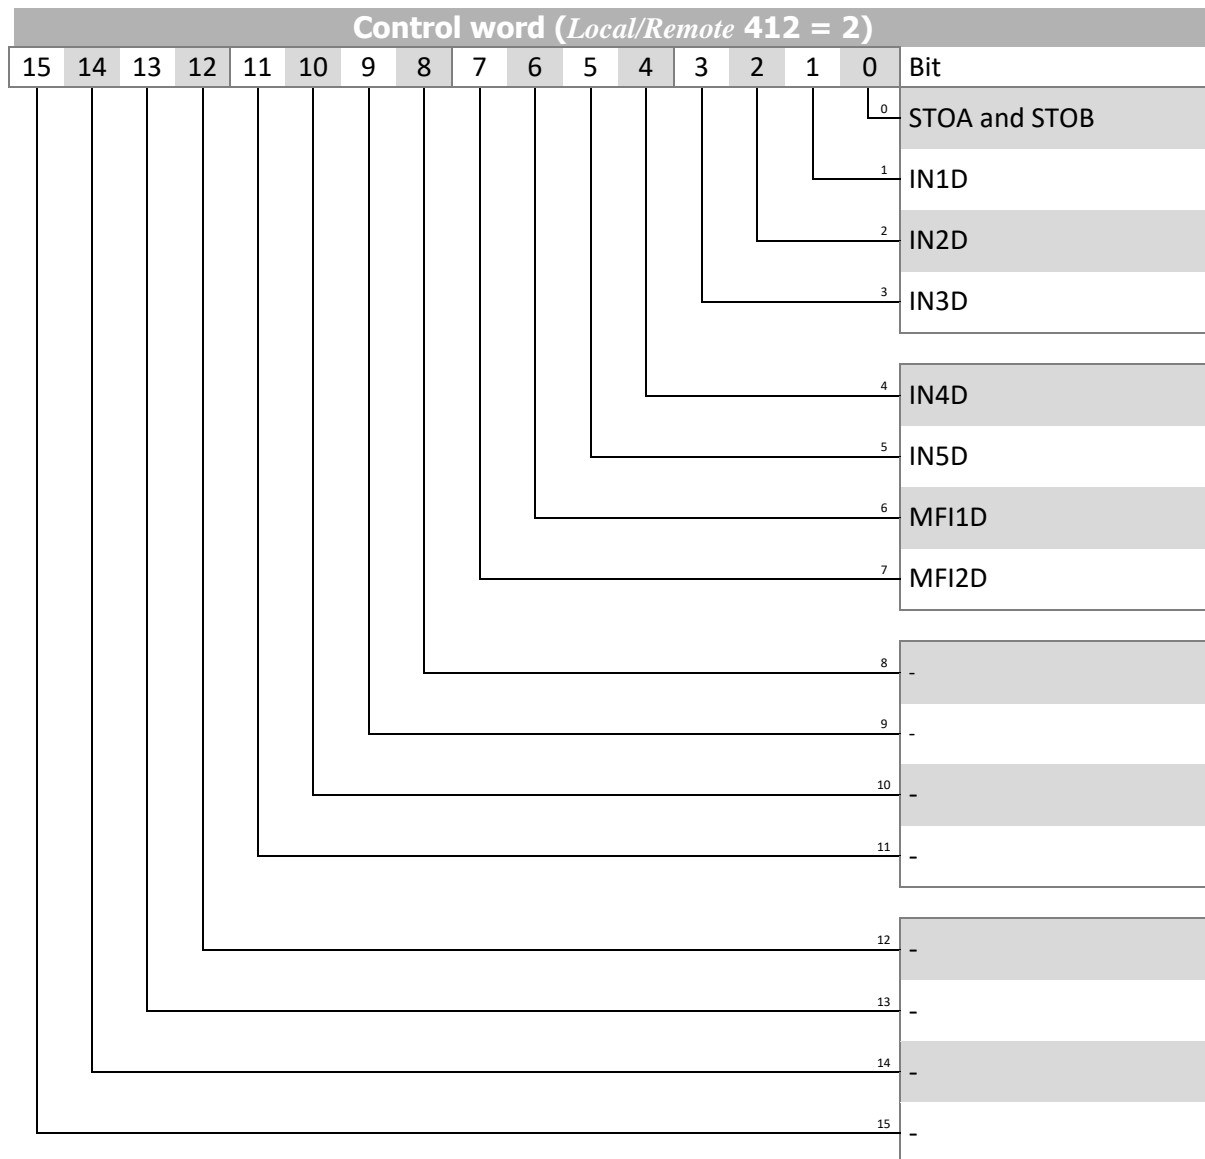 Control word (Local/Remote 412 = 2)
15 14 13 12 11 10 9 8 7 6 5 4 3 2 1 0 Bit
0 STOA and STOB
1 IN1D
2 IN2D
3 IN3D
4 IN4D
5 IN5D
6 MFI1D
7 MFI2D
8 -
9 -
10 -
11 -
12 -
13 -
14 -
15 -